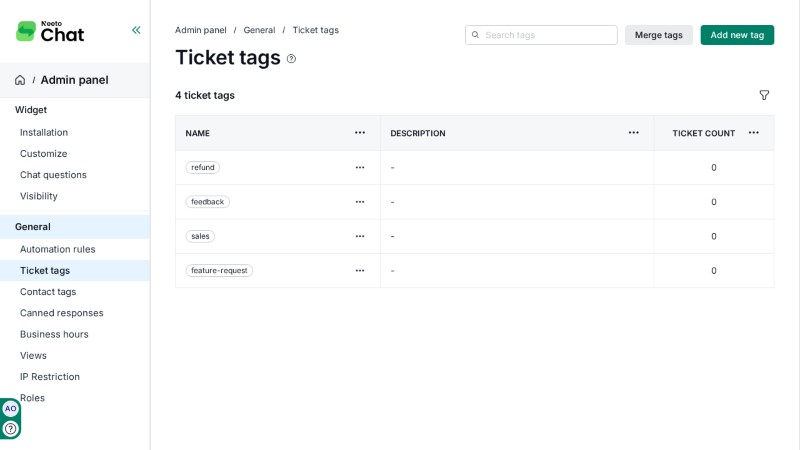 Neeto
Chat
/ Admin panel
Widget
Installation
Customize
Chat questions
Visibility
General
Automation rules
Ticket tags
Contact tags
Canned responses
Business hours
Views
IP Restriction
Roles
AO
?
Admin panel / General / Ticket tags
Ticket tags ?
Search tags
Merge tags
Add new tag
4 ticket tags
NAME ... DESCRIPTION ... TICKET COUNT ...
refund ... - 0
feedback ... - 0
sales ... - 0
feature-request ... - 0